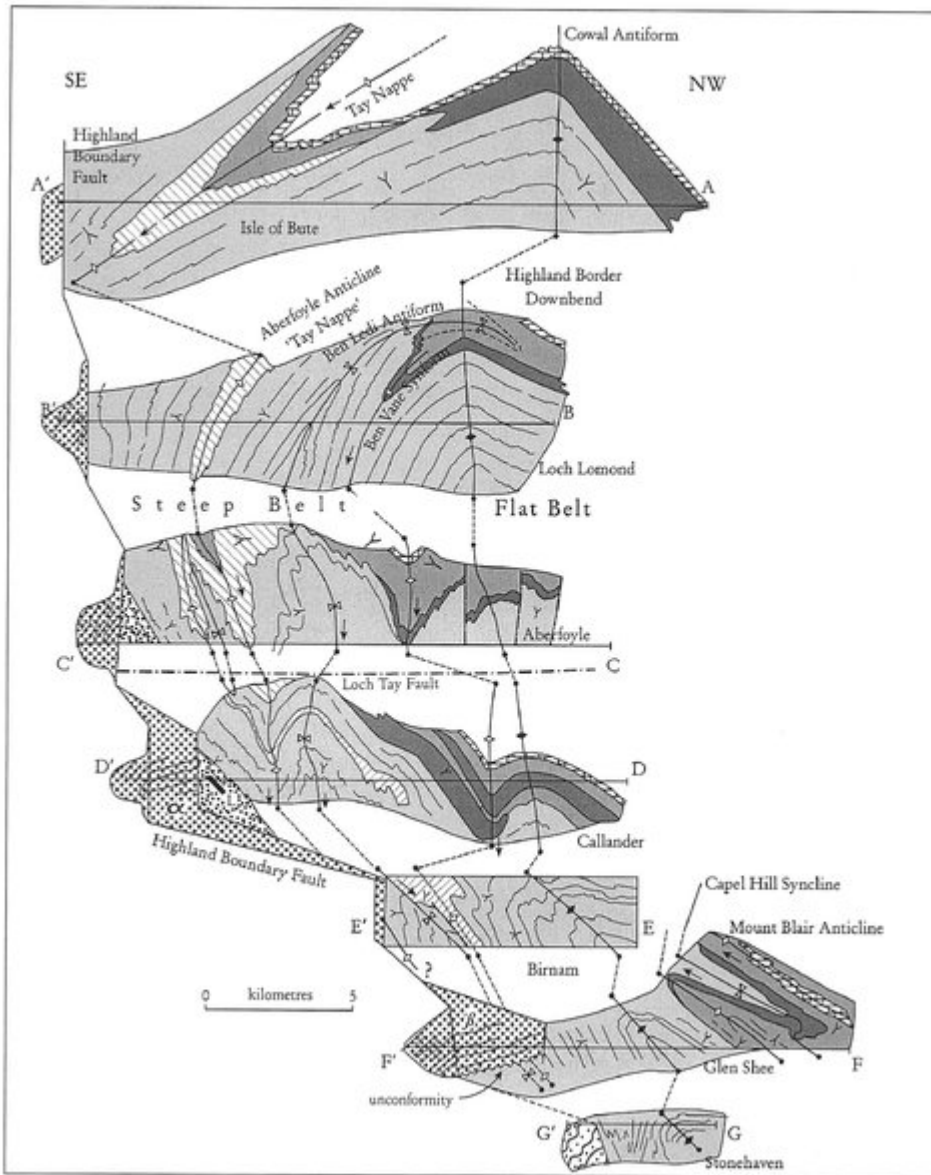 SE
NW
Cowal Antiform
Tay Nappe
Highland
Boundary
Fault
A'
A
Isle of Bute
Highland Border
Downbend
Aberfoyle Anticline
'Tay Nappe'
Ben Ledi Antiform
Ben Vane Synform
B'
B
Loch Lomond
Steep Belt
Flat Belt
Aberfoyle
C'
C
Loch Tay Fault
D'
D
α
Callander
Highland Boundary Fault
Capel Hill Syncline
Mount Blair Anticline
E'
E
?
Birnam
0 kilometres 5
β
F'
F
Glen Shee
unconformity
G'
G
Stonehaven